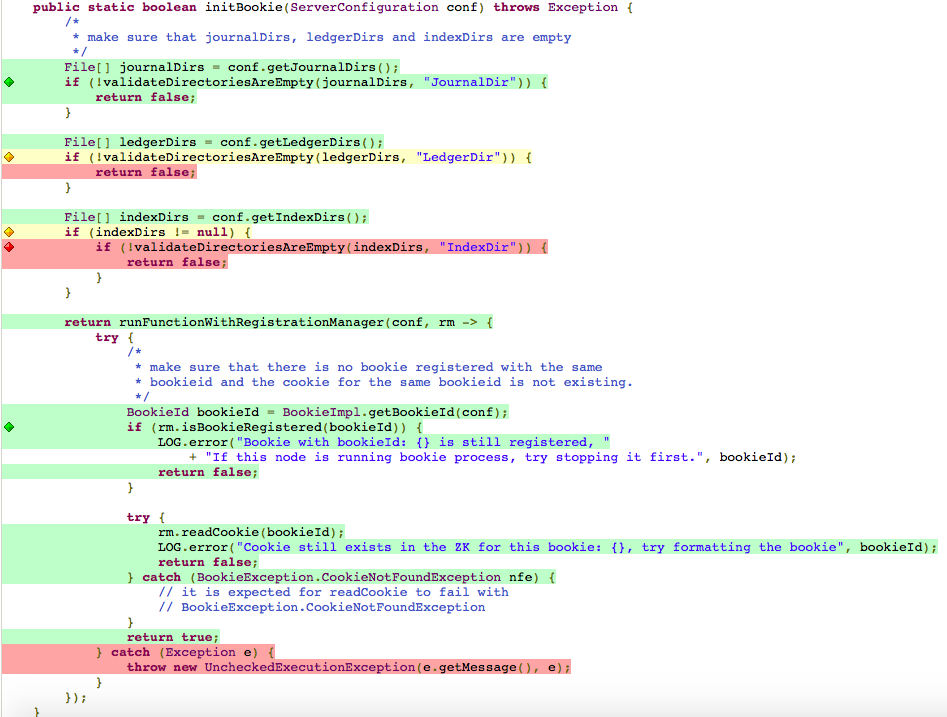 public static boolean initBookie(ServerConfiguration conf) throws Exception {
/*
* make sure that journalDirs, ledgerDirs and indexDirs are empty
*/
File[] journalDirs = conf.getJournalDirs();
if (!validateDirectoriesAreEmpty(journalDirs, "JournalDir")) {
return false;
}
File[] ledgerDirs = conf.getLedgerDirs();
if (!validateDirectoriesAreEmpty(ledgerDirs, "LedgerDir")) {
return false;
}
File[] indexDirs = conf.getIndexDirs();
if (indexDirs != null) {
if (!validateDirectoriesAreEmpty(indexDirs, "IndexDir")) {
return false;
}
}
return runFunctionWithRegistrationManager(conf, rm -> {
try {
/*
* make sure that there is no bookie registered with the same
* bookieid and the cookie for the same bookieid is not existing.
*/
BookieId bookieId = BookieImpl.getBookieId(conf);
if (rm.isBookieRegistered(bookieId)) {
LOG.error("Bookie with bookieId: {} is still registered, "
+ "If this node is running bookie process, try stopping it first.", bookieId);
return false;
}
try {
rm.readCookie(bookieId);
LOG.error("Cookie still exists in the ZK for this bookie: {}, try formatting the bookie", bookieId);
return false;
} catch (BookieException.CookieNotFoundException nfe) {
// it is expected for readCookie to fail with
// BookieException.CookieNotFoundException
}
return true;
} catch (Exception e) {
throw new UncheckedExecutionException(e.getMessage(), e);
}
});
}